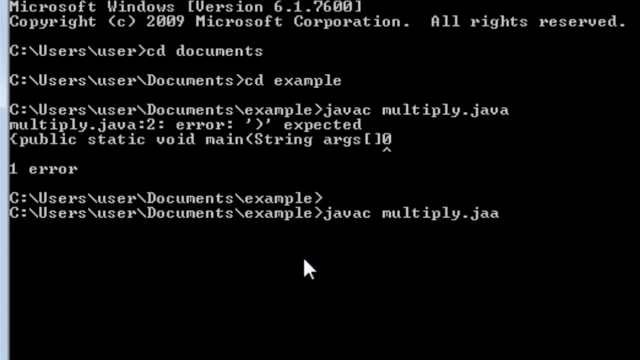 Microsoft Windows [Version 6.1.7600]
Copyright (c) 2009 Microsoft Corporation. All rights reserved.
C:\Users\user>cd documents
C:\Users\user\Documents>cd example
C:\Users\user\Documents\example>javac multiply.java
multiply.java:2: error: ')' expected
{public static void main(String args[]0
^
1 error
C:\Users\user\Documents\example>
C:\Users\user\Documents\example>javac multiply.jaa